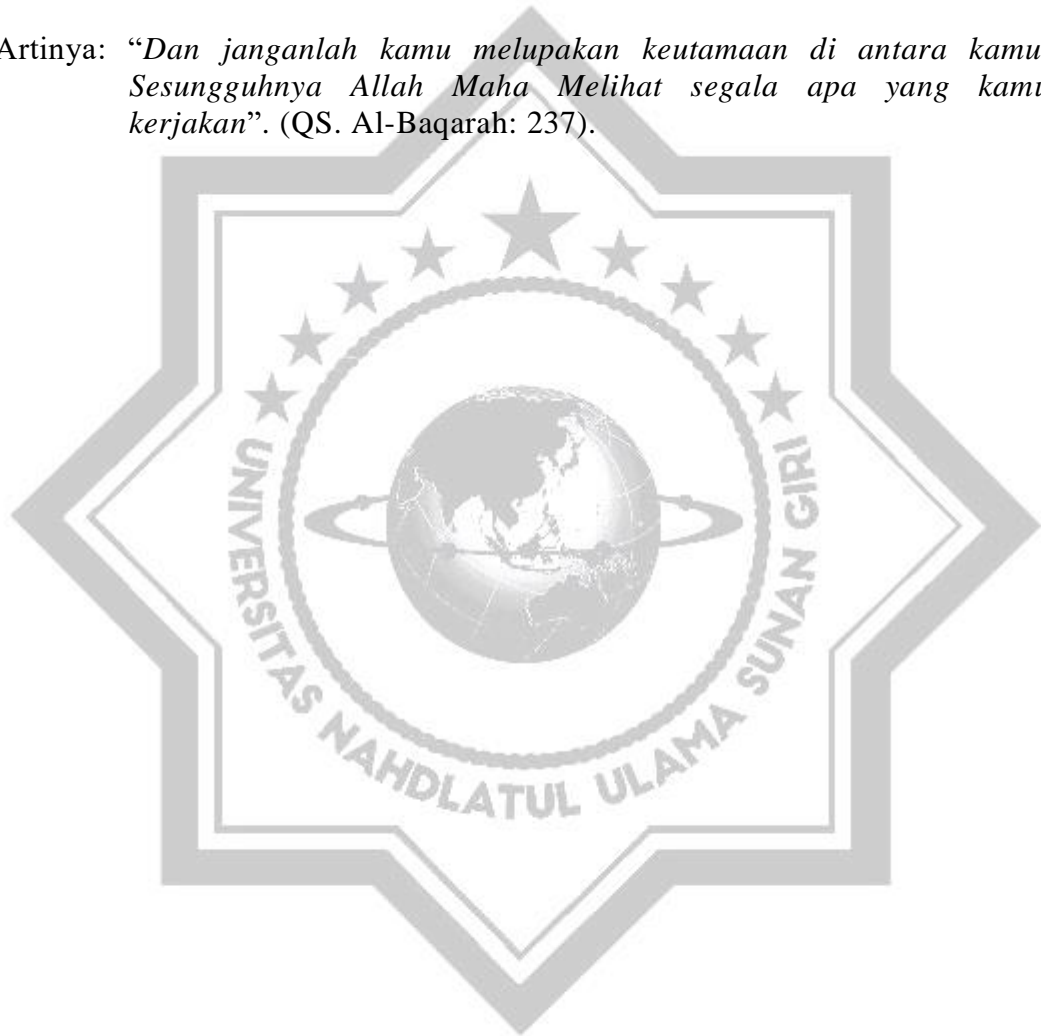 Artinya: “Dan janganlah kamu melupakan keutamaan di antara kamu
Sesungguhnya Allah Maha Melihat segala apa yang kamu
kerjakan”. (QS. Al-Baqarah: 237).
UNIVERSITAS NAHDLATUL ULAMA SUNAN GIRI